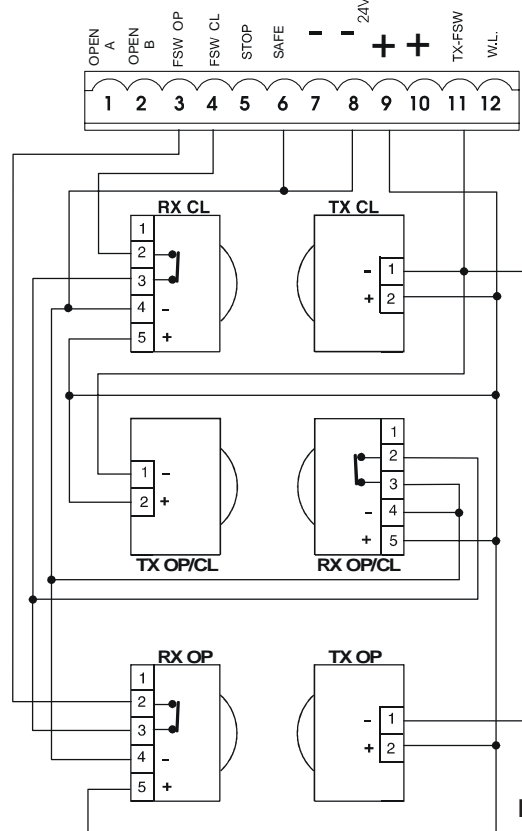 OPEN A
OPEN B
FSW OP
FSW CL
STOP
SAFE
-
-
24V
+
+
TX-FSW
W.L.
1 2 3 4 5 6 7 8 9 10 11 12
RX CL
1
2
3
4 -
5 +
TX CL
- 1
+ 2
1 -
2 +
TX OP/CL
1
2
3
- 4
+ 5
RX OP/CL
RX OP
1
2
3
4 -
5 +
TX OP
- 1
+ 2